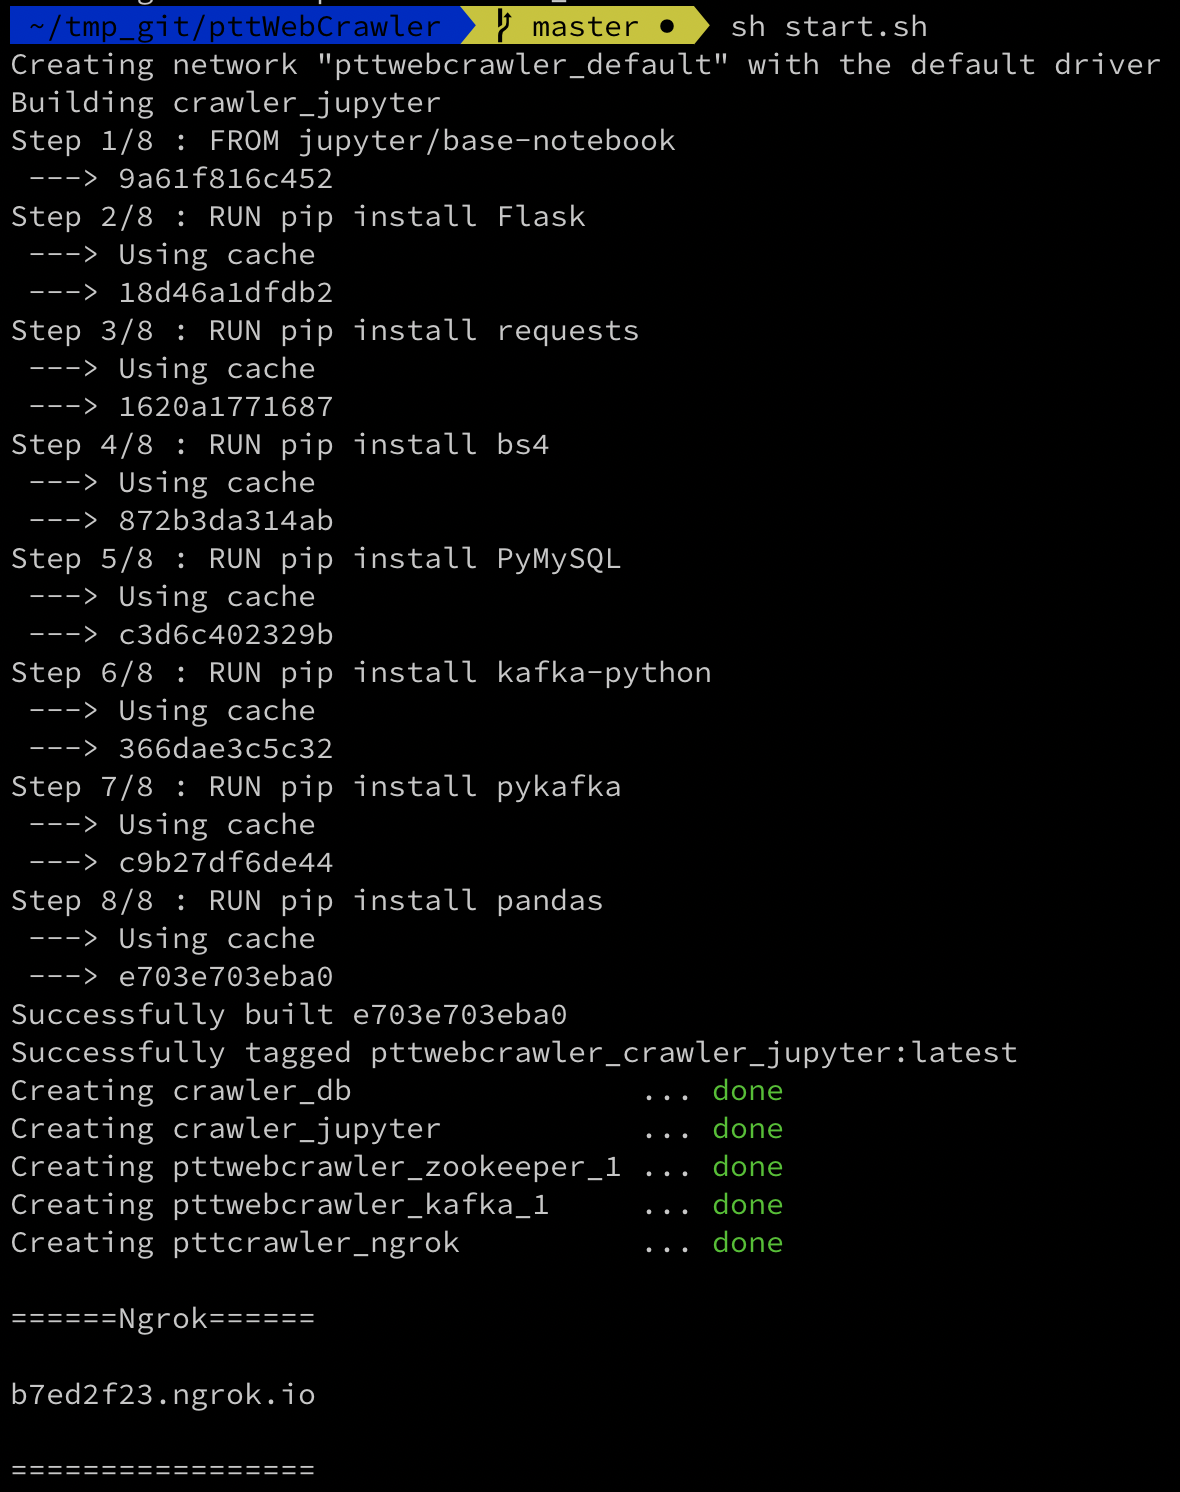 ~/tmp_git/pttWebCrawler master ● sh start.sh
Creating network "pttwebcrawler_default" with the default driver
Building crawler_jupyter
Step 1/8 : FROM jupyter/base-notebook
---> 9a61f816c452
Step 2/8 : RUN pip install Flask
---> Using cache
---> 18d46a1dfdb2
Step 3/8 : RUN pip install requests
---> Using cache
---> 1620a1771687
Step 4/8 : RUN pip install bs4
---> Using cache
---> 872b3da314ab
Step 5/8 : RUN pip install PyMySQL
---> Using cache
---> c3d6c402329b
Step 6/8 : RUN pip install kafka-python
---> Using cache
---> 366dae3c5c32
Step 7/8 : RUN pip install pykafka
---> Using cache
---> c9b27df6de44
Step 8/8 : RUN pip install pandas
---> Using cache
---> e703e703eba0
Successfully built e703e703eba0
Successfully tagged pttwebcrawler_crawler_jupyter:latest
Creating crawler_db ... done
Creating crawler_jupyter ... done
Creating pttwebcrawler_zookeeper_1 ... done
Creating pttwebcrawler_kafka_1 ... done
Creating pttcrawler_ngrok ... done
======Ngrok======
b7ed2f23.ngrok.io
=================